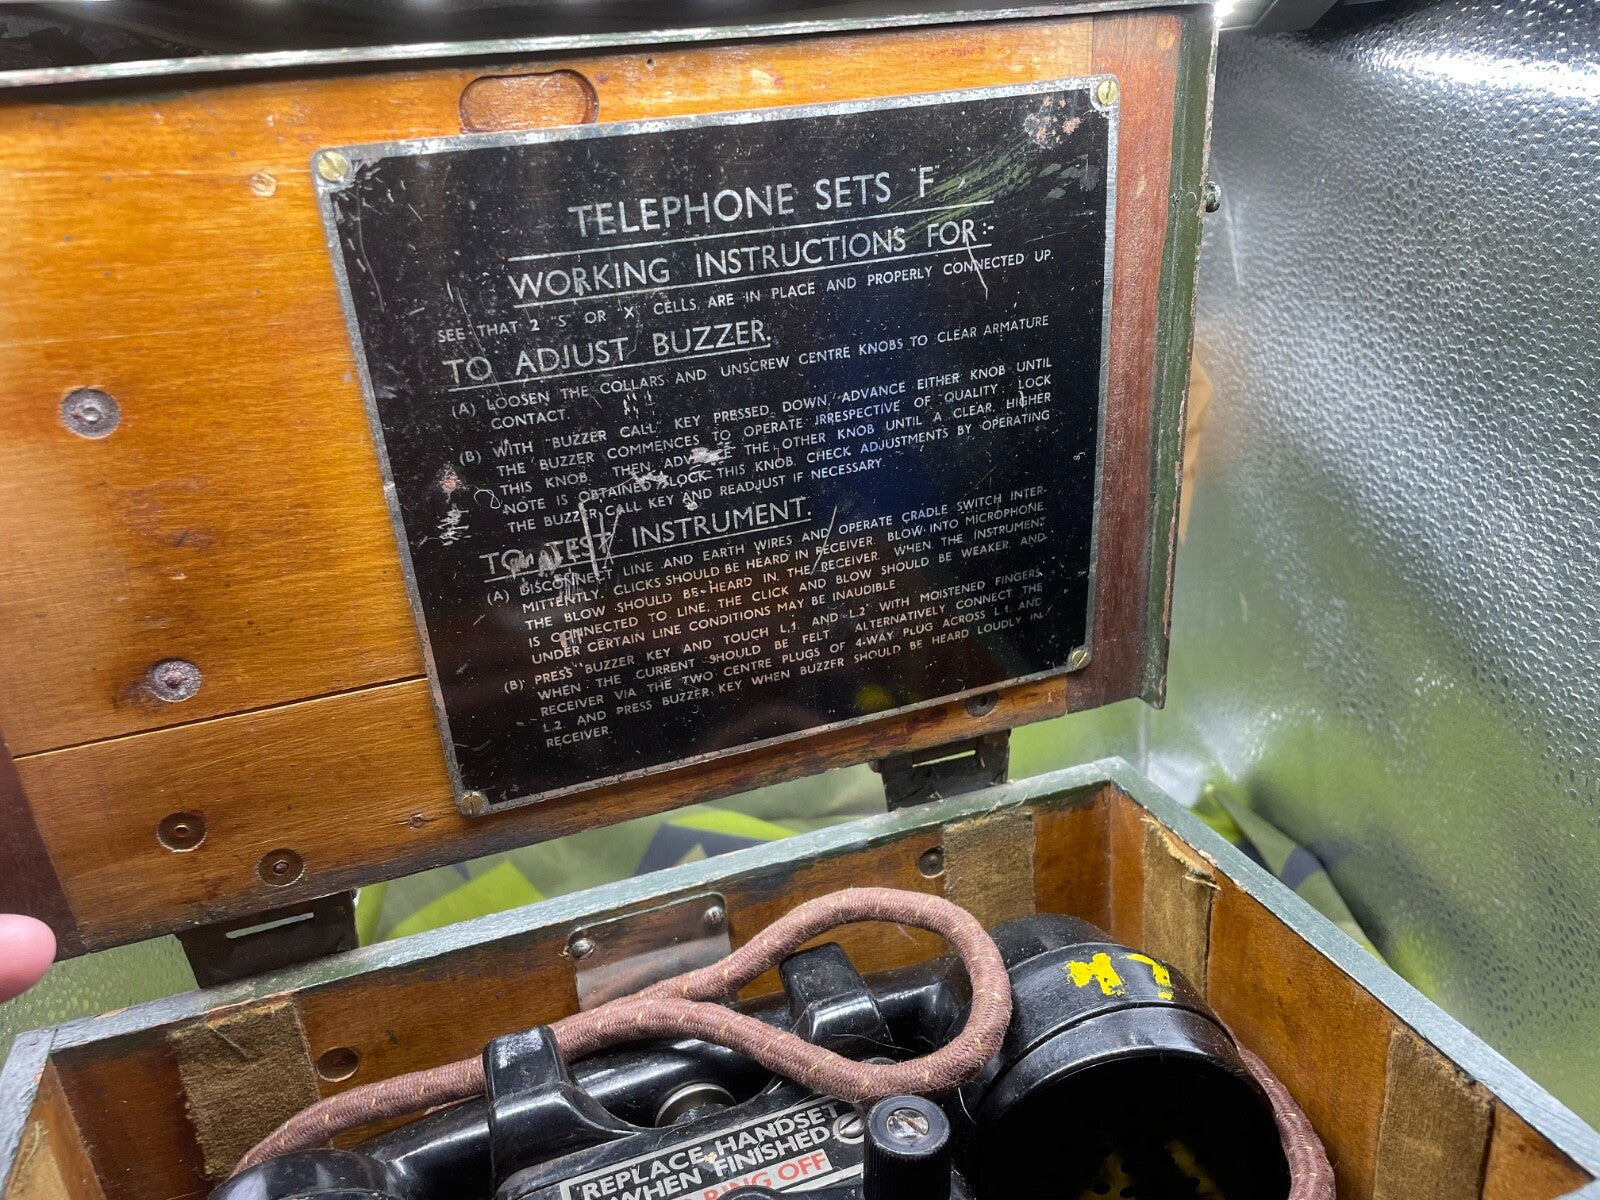 TELEPHONE SETS "F"
WORKING INSTRUCTIONS FOR:-
SEE THAT 2 "S" OR "X" CELLS ARE IN PLACE AND PROPERLY CONNECTED UP.
TO ADJUST BUZZER.
(A) LOOSEN THE COLLARS AND UNSCREW CENTRE KNOBS TO CLEAR ARMATURE
CONTACT.
(B) WITH "BUZZER CALL" KEY PRESSED DOWN ADVANCE EITHER KNOB UNTIL
THE BUZZER COMMENCES TO OPERATE IRRESPECTIVE OF QUALITY. LOCK
THIS KNOB. THEN ADVANCE THE OTHER KNOB UNTIL A CLEAR HIGHER
NOTE IS OBTAINED LOCK THIS KNOB. CHECK ADJUSTMENTS BY OPERATING
THE BUZZER CALL KEY AND READJUST IF NECESSARY.
TO TEST INSTRUMENT.
(A) DISCONNECT LINE AND EARTH WIRES AND OPERATE CRADLE SWITCH INTER-
MITTENTLY. CLICKS SHOULD BE HEARD IN RECEIVER. BLOW INTO MICROPHONE
THE BLOW SHOULD BE HEARD IN THE RECEIVER. WHEN THE INSTRUMENT
IS CONNECTED TO LINE, THE CLICK AND BLOW SHOULD BE WEAKER, AND
UNDER CERTAIN LINE CONDITIONS MAY BE INAUDIBLE.
(B) PRESS "BUZZER KEY AND TOUCH L.1. AND L.2" WITH MOISTENED FINGERS
WHEN THE CURRENT SHOULD BE FELT. ALTERNATIVELY CONNECT THE
RECEIVER VIA THE TWO CENTRE PLUGS OF 4-WAY PLUG ACROSS L.1. AND
L.2. AND PRESS BUZZER KEY WHEN BUZZER SHOULD BE HEARD LOUDLY IN
RECEIVER.
REPLACE HANDSET
WHEN FINISHED
RING OFF